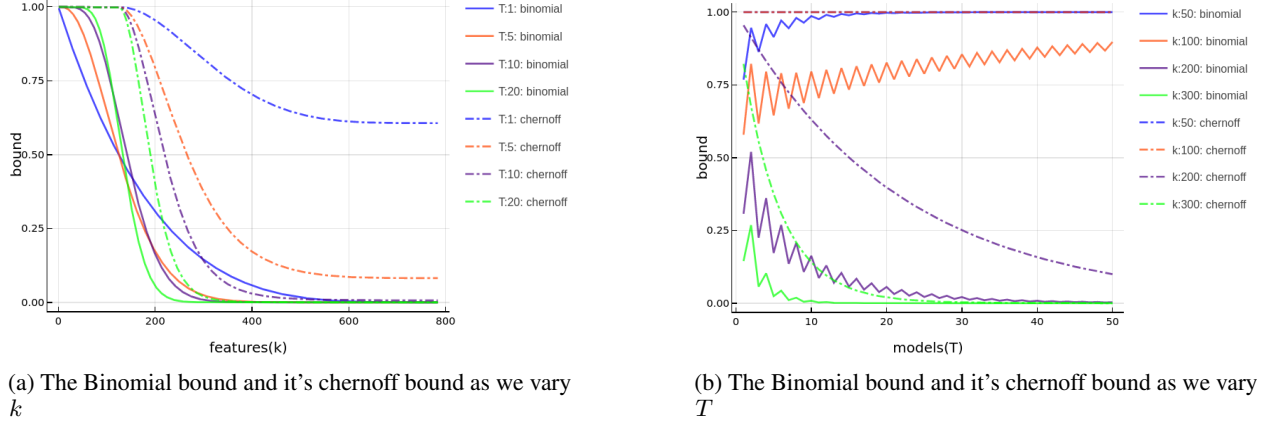 1.00
0.75
0.50
0.25
0.00
bound
0
200
400
600
800
features(k)
T:1: binomial
T:5: binomial
T:10: binomial
T:20: binomial
T:1: chernoff
T:5: chernoff
T:10: chernoff
T:20: chernoff
(a) The Binomial bound and it's chernoff bound as we vary
k
1.00
0.75
0.50
0.25
0.00
bound
0
10
20
30
40
50
models(T)
k:50: binomial
k:100: binomial
k:200: binomial
k:300: binomial
k:50: chernoff
k:100: chernoff
k:200: chernoff
k:300: chernoff
(b) The Binomial bound and it's chernoff bound as we vary
T